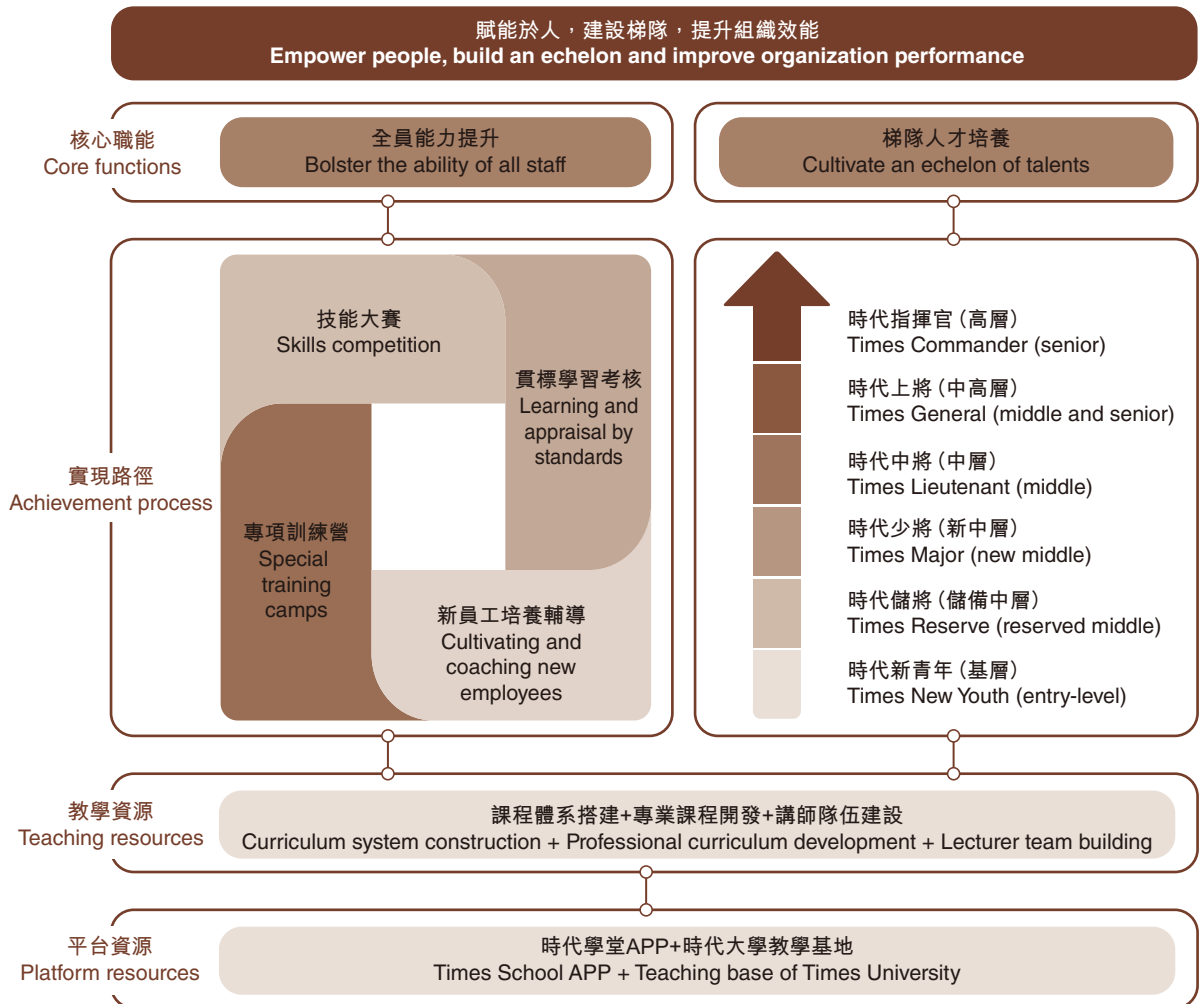 賦能於人，建設梯隊，提升組織效能
Empower people, build an echelon and improve organization performance
核心職能
Core functions
全員能力提升
Bolster the ability of all staff
梯隊人才培養
Cultivate an echelon of talents
實現路徑
Achievement process
技能大賽
Skills competition
貫標學習考核
Learning and
appraisal by
standards
專項訓練營
Special
training
camps
新員工培養輔導
Cultivating and
coaching new
employees
時代指揮官（高層）
Times Commander (senior)
時代上將（中高層）
Times General (middle and senior)
時代中將（中層）
Times Lieutenant (middle)
時代少將（新中層）
Times Major (new middle)
時代儲將（儲備中層）
Times Reserve (reserved middle)
時代新青年（基層）
Times New Youth (entry-level)
教學資源
Teaching resources
課程體系搭建+專業課程開發+講師隊伍建設
Curriculum system construction + Professional curriculum development + Lecturer team building
平台資源
Platform resources
時代學堂APP+時代大學教學基地
Times School APP + Teaching base of Times University